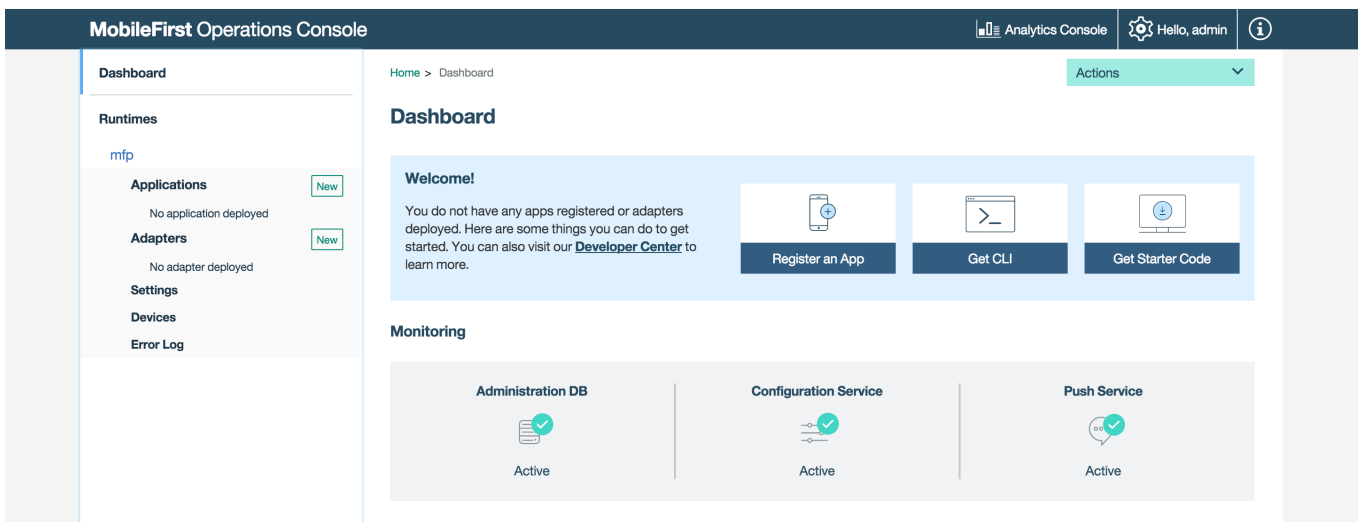 MobileFirst Operations Console
Analytics Console
Hello, admin
Dashboard
Runtimes
mfp
Applications
New
No application deployed
Adapters
New
No adapter deployed
Settings
Devices
Error Log
Home > Dashboard
Actions
Dashboard
Welcome!
You do not have any apps registered or adapters
deployed. Here are some things you can do to get
started. You can also visit our Developer Center to
learn more.
Register an App
Get CLI
Get Starter Code
Monitoring
Administration DB
Active
Configuration Service
Active
Push Service
Active